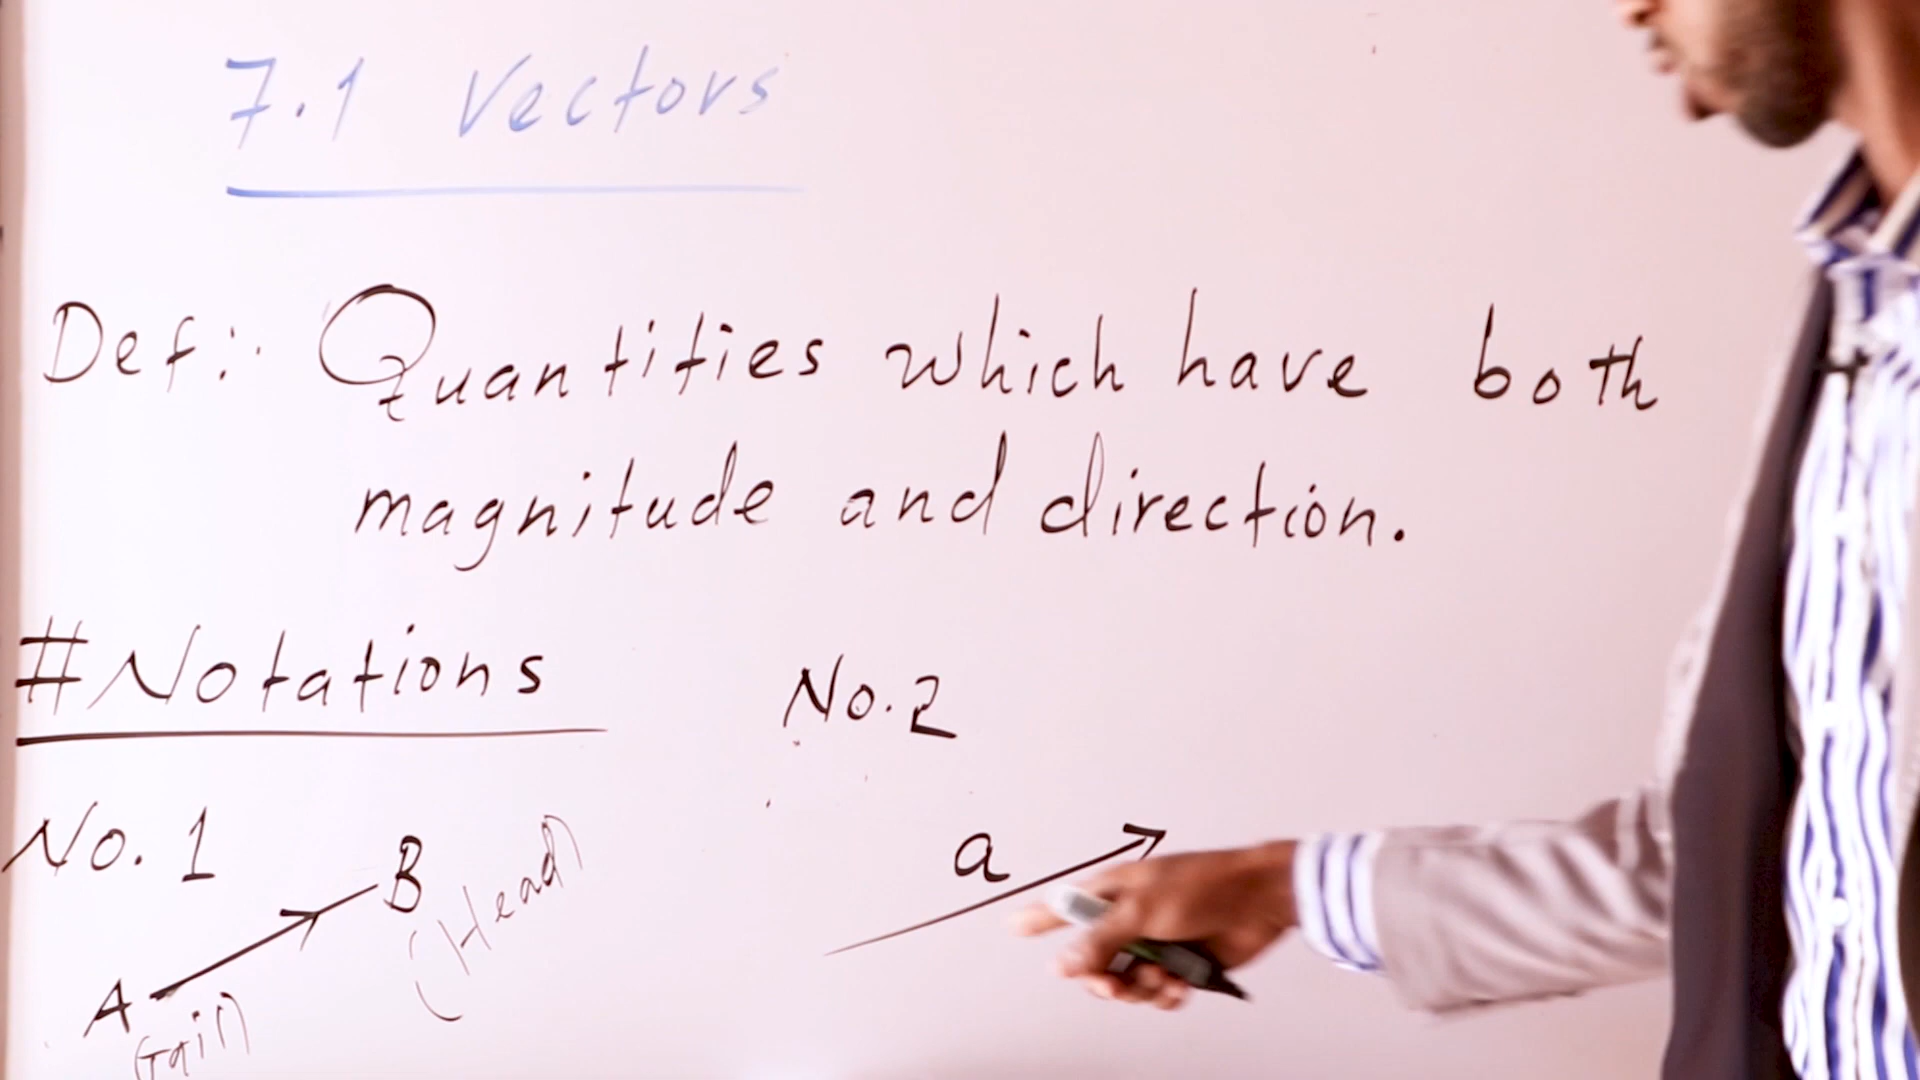 7.1 Vectors
Def:. Quantities which have both
magnitude and direction.
#Notations
No. 1
No. 2
B
(Head)
A
(Tail)
a